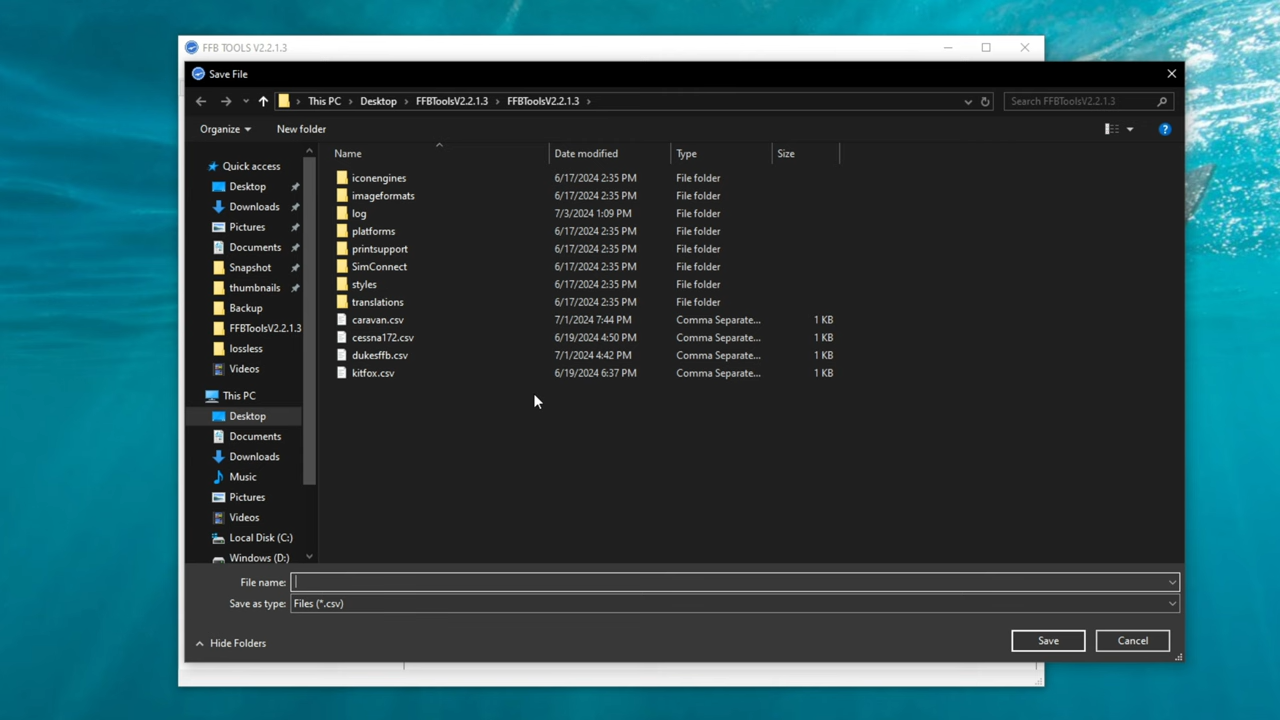 FFB TOOLS V2.2.1.3
Save File
This PC > Desktop > FFBToolsV2.2.1.3 > FFBToolsV2.2.1.3 >
Search FFBToolsV2.2.1.3
Organize New folder
Name Date modified Type Size
Quick access
Desktop
Downloads
Pictures
Documents
Snapshot
thumbnails
Backup
FFBToolsV2.2.1.3
lossless
Videos
This PC
Desktop
Documents
Downloads
Music
Pictures
Videos
Local Disk (C:)
Windows (D:)
iconengines 6/17/2024 2:35 PM File folder
imageformats 6/17/2024 2:35 PM File folder
log 7/3/2024 1:09 PM File folder
platforms 6/17/2024 2:35 PM File folder
printsupport 6/17/2024 2:35 PM File folder
SimConnect 6/17/2024 2:35 PM File folder
styles 6/17/2024 2:35 PM File folder
translations 6/17/2024 2:35 PM File folder
caravan.csv 7/1/2024 7:44 PM Comma Separate... 1 KB
cessna172.csv 6/19/2024 4:50 PM Comma Separate... 1 KB
dukesffb.csv 7/1/2024 4:42 PM Comma Separate... 1 KB
kitfox.csv 6/19/2024 6:37 PM Comma Separate... 1 KB
File name:
Save as type: Files (*.csv)
Hide Folders
Save Cancel